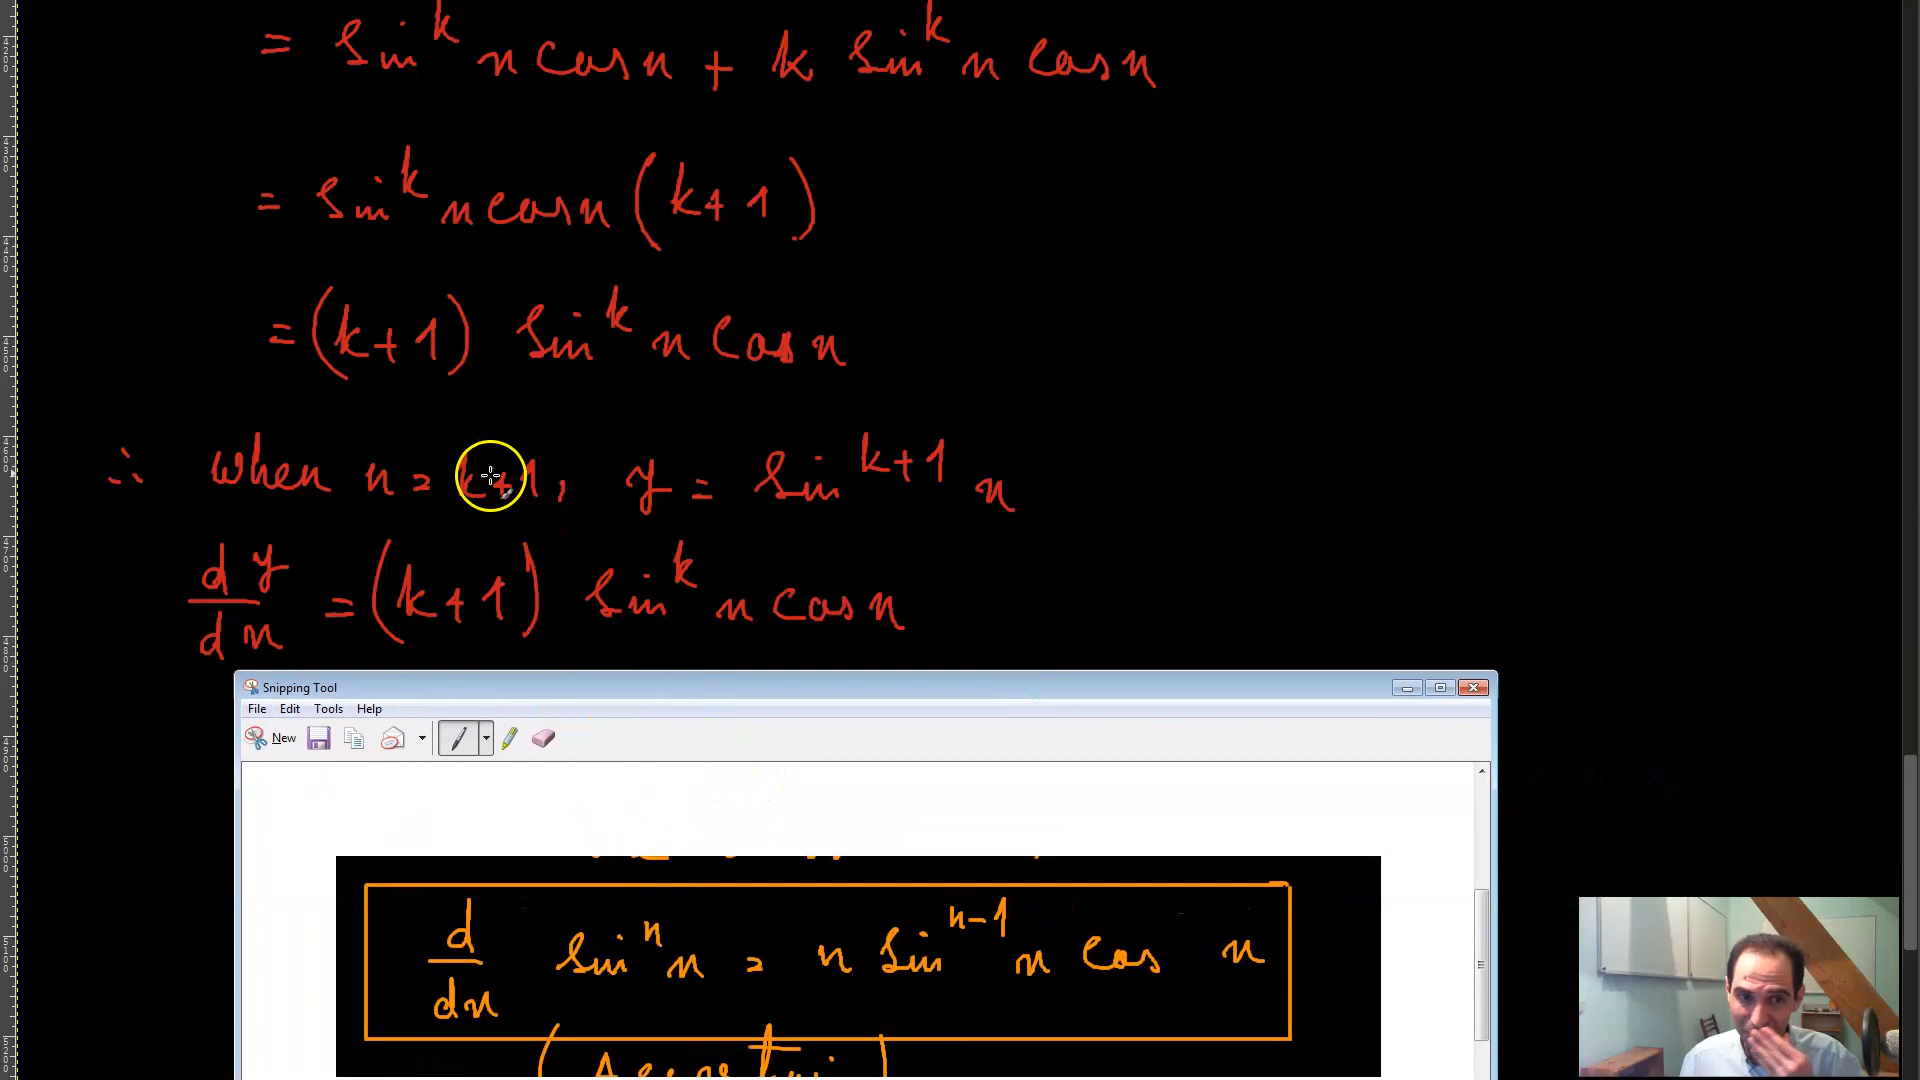 = sin^k x cos x + k sin^k x cos x
= sin^k x cos x (k+1)
= (k+1) sin^k x cos x
∴ when n = k+1, y = sin^{k+1} x
dy/dx = (k+1) sin^k x cos x
Snipping Tool
File Edit Tools Help
New
d/dx sin^n x = n sin^{n-1} x cos x